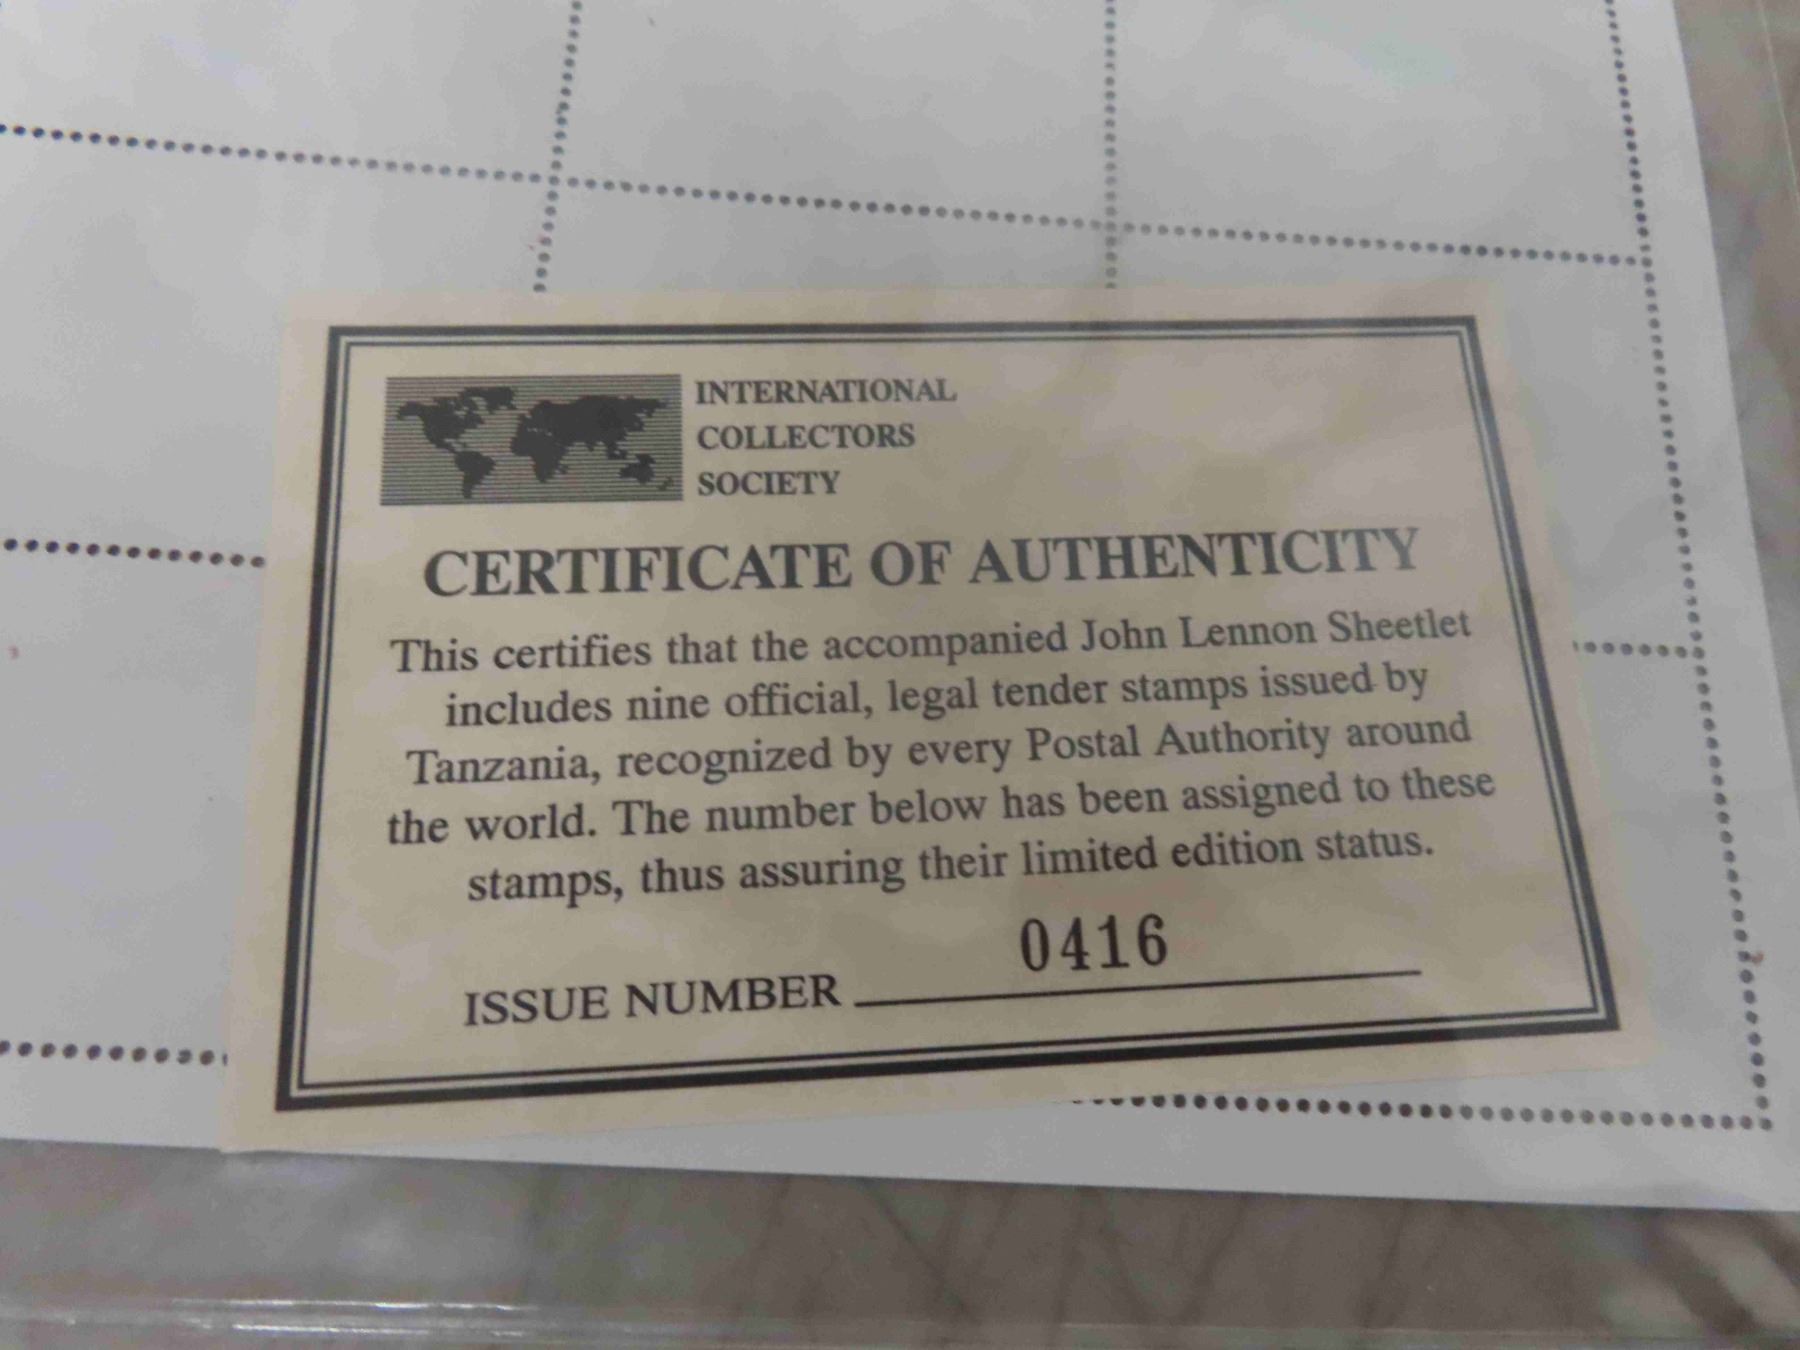 INTERNATIONAL
COLLECTORS
SOCIETY
CERTIFICATE OF AUTHENTICITY
This certifies that the accompanied John Lennon Sheetlet
includes nine official, legal tender stamps issued by
Tanzania, recognized by every Postal Authority around
the world. The number below has been assigned to these
stamps, thus assuring their limited edition status.
0416
ISSUE NUMBER